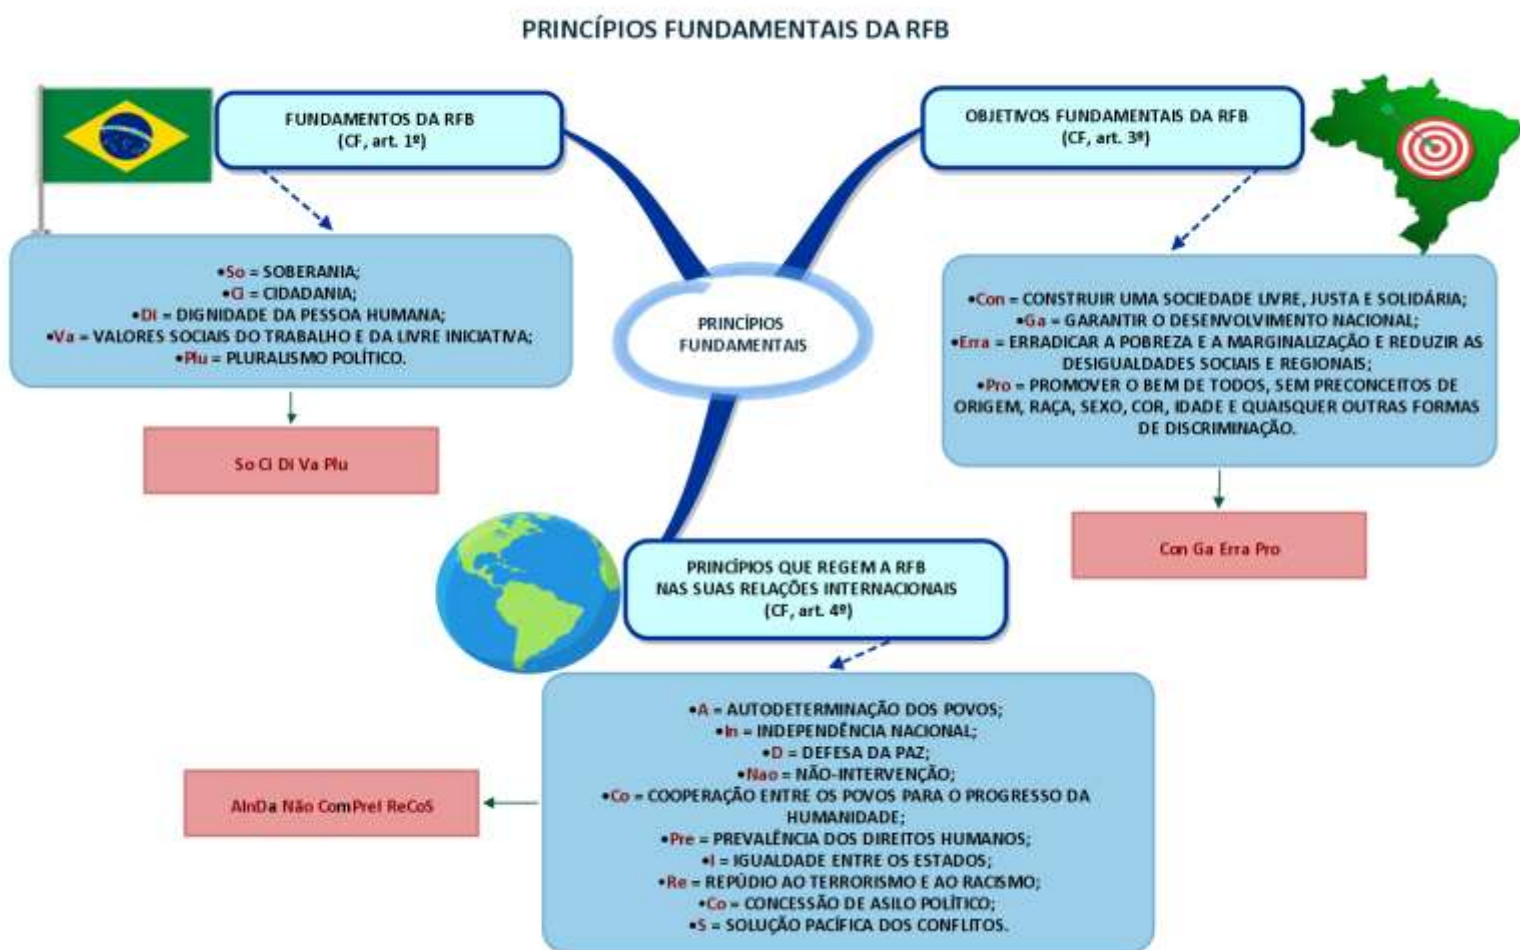 PRINCÍPIOS FUNDAMENTAIS DA RFB
FUNDAMENTOS DA RFB
(CF, art. 1º)
•So = SOBERANIA;
•Ci = CIDADANIA;
•Di = DIGNIDADE DA PESSOA HUMANA;
•Va = VALORES SOCIAIS DO TRABALHO E DA LIVRE INICIATIVA;
•Plu = PLURALISMO POLÍTICO.
So Ci Di Va Plu
OBJETIVOS FUNDAMENTAIS DA RFB
(CF, art. 3º)
•Con = CONSTRUIR UMA SOCIEDADE LIVRE, JUSTA E SOLIDÁRIA;
•Ga = GARANTIR O DESENVOLVIMENTO NACIONAL;
•Erra = ERRADICAR A POBREZA E A MARGINALIZAÇÃO E REDUZIR AS
DESIGUALDADES SOCIAIS E REGIONAIS;
•Pro = PROMOVER O BEM DE TODOS, SEM PRECONCEITOS DE
ORIGEM, RAÇA, SEXO, COR, IDADE E QUAISQUER OUTRAS FORMAS
DE DISCRIMINAÇÃO.
Con Ga Erra Pro
PRINCÍPIOS
FUNDAMENTAIS
PRINCÍPIOS QUE REGEM A RFB
NAS SUAS RELAÇÕES INTERNACIONAIS
(CF, art. 4º)
•A = AUTODETERMINAÇÃO DOS POVOS;
•In = INDEPENDÊNCIA NACIONAL;
•D = DEFESA DA PAZ;
•Nao = NÃO-INTERVENÇÃO;
•Co = COOPERAÇÃO ENTRE OS POVOS PARA O PROGRESSO DA
HUMANIDADE;
•Pre = PREVALÊNCIA DOS DIREITOS HUMANOS;
•I = IGUALDADE ENTRE OS ESTADOS;
•Re = REPÚDIO AO TERRORISMO E AO RACISMO;
•Co = CONCESSÃO DE ASILO POLÍTICO;
•S = SOLUÇÃO PACÍFICA DOS CONFLITOS.
AInDa Não ComPreI ReCoS